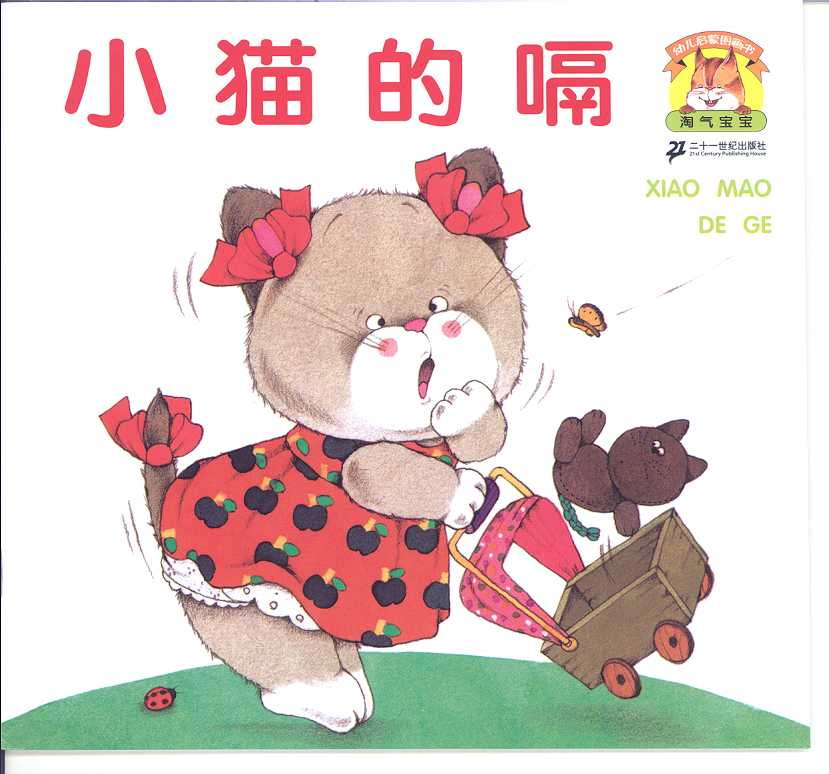 小猫的嗝
幼儿启蒙图画书
淘气宝宝
21 二十一世纪出版社
21st Century Publishing House
XIAO MAO
DE GE